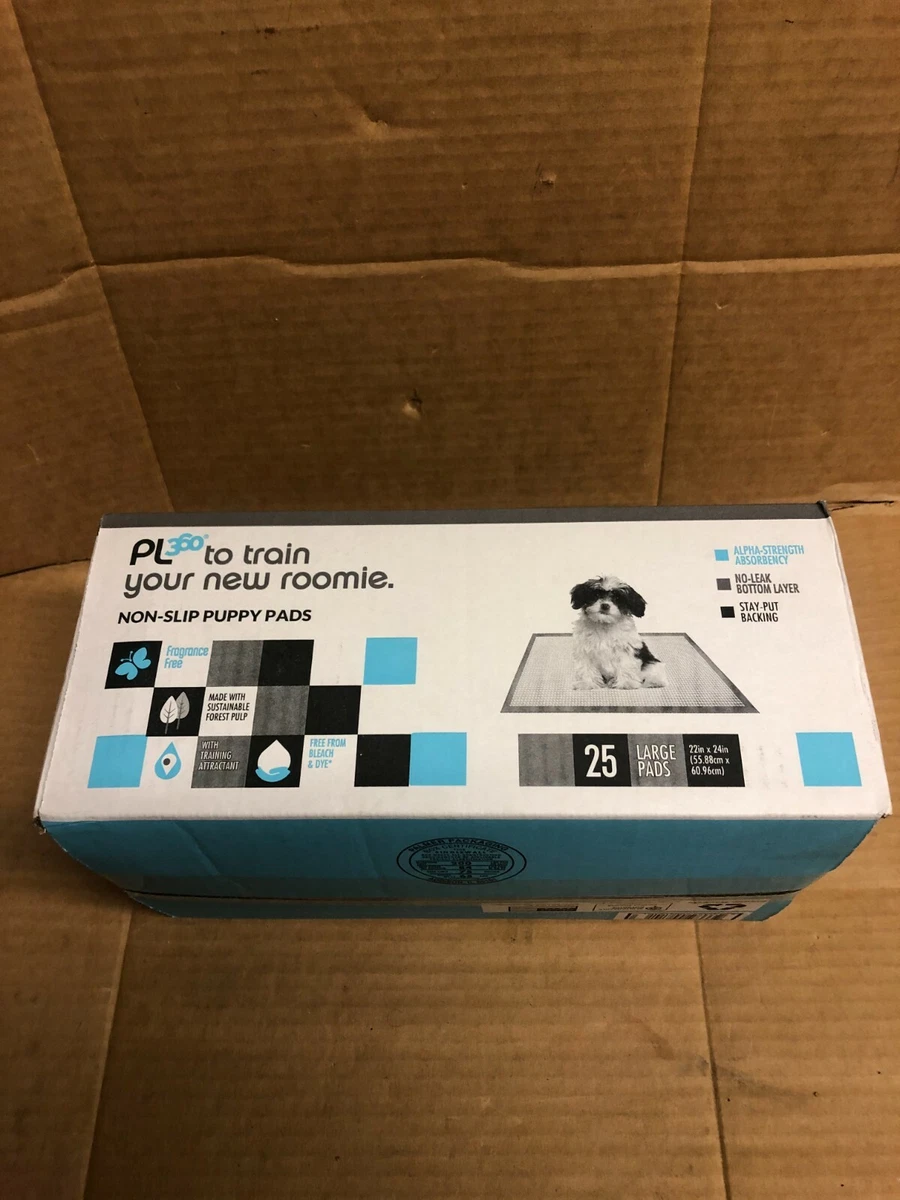 PL360® to train
your new roomie.
NON-SLIP PUPPY PADS
Fragrance
Free
MADE WITH
SUSTAINABLE
FOREST PULP
WITH
TRAINING
ATTRACTANT
FREE FROM
BLEACH
& DYE*
ALPHA-STRENGTH
ABSORBENCY
NO-LEAK
BOTTOM LAYER
STAY-PUT
BACKING
25
LARGE
PADS
22in x 24in
(55.88cm x
60.96cm)